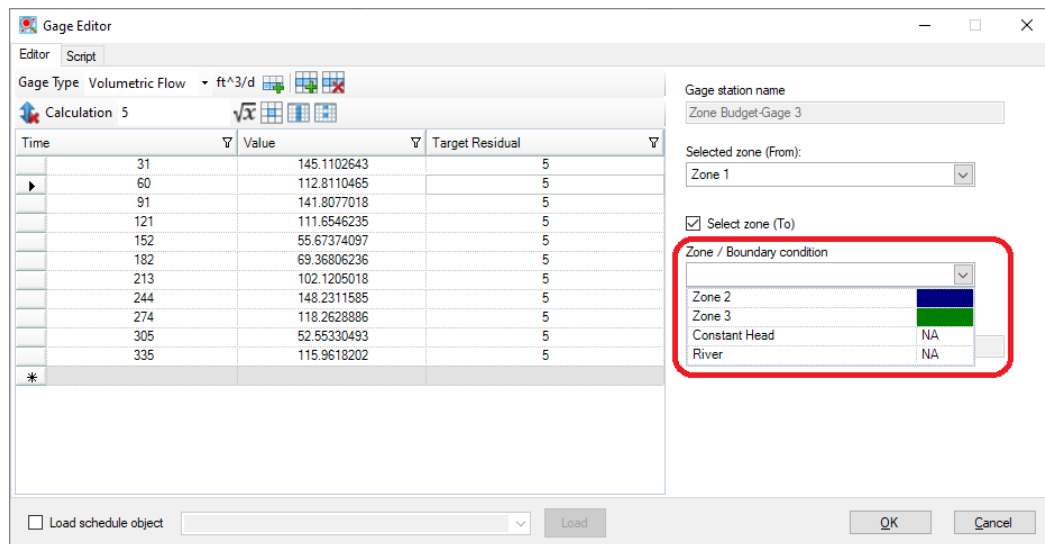 Gage Editor
Editor Script
Gage Type Volumetric Flow ft^3/d
Calculation 5
Time Value Target Residual
31 145.1102643 5
60 112.8110465 5
91 141.8077018 5
121 111.6546235 5
152 55.67374097 5
182 69.36806236 5
213 102.1205018 5
244 148.2311585 5
274 118.2628886 5
305 52.55330493 5
335 115.9618202 5
Gage station name
Zone Budget-Gage 3
Selected zone (From):
Zone 1
Select zone (To)
Zone / Boundary condition
Zone 2
Zone 3
Constant Head NA
River NA
Load schedule object Load OK Cancel